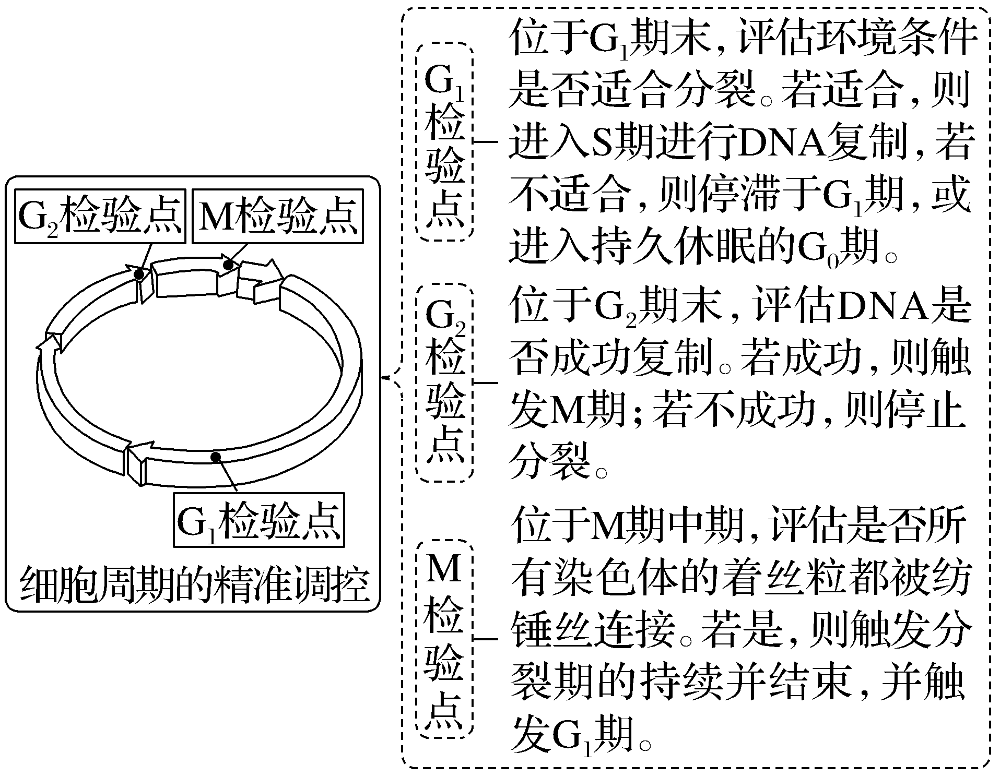 G₂检验点
M检验点
G₁检验点
细胞周期的精准调控
G₁检验点
位于G₁期末,评估环境条件
是否适合分裂。若适合,则
进入S期进行DNA复制,若
不适合,则停滞于G₁期,或
进入持久休眠的G₀期。
G₂检验点
位于G₂期末,评估DNA是
否成功复制。若成功,则触
发M期;若不成功,则停止
分裂。
M检验点
位于M期中期,评估是否所
有染色体的着丝粒都被纺
锤丝连接。若是,则触发分
裂期的持续并结束,并触
发G₁期。